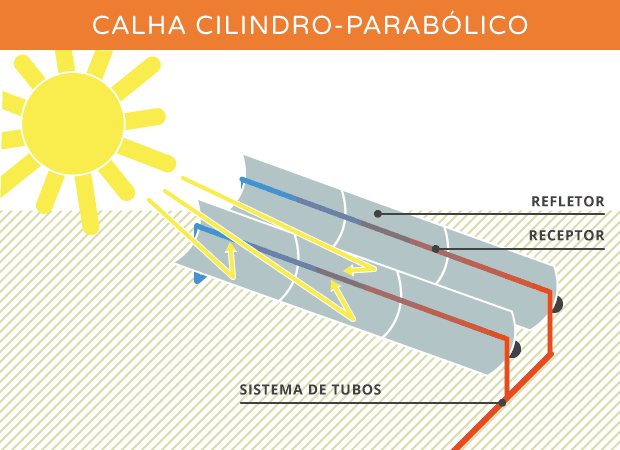 CALHA CILINDRO-PARABÓLICO
REFLETOR
RECEPTOR
SISTEMA DE TUBOS